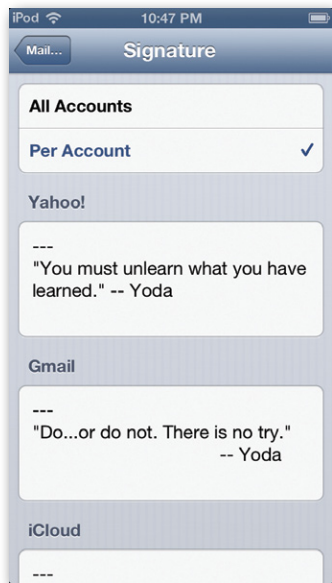 iPod 10:47 PM
Mail... Signature
All Accounts
Per Account ✓
Yahoo!
---
"You must unlearn what you have
learned." -- Yoda
Gmail
---
"Do...or do not. There is no try."
-- Yoda
iCloud
---